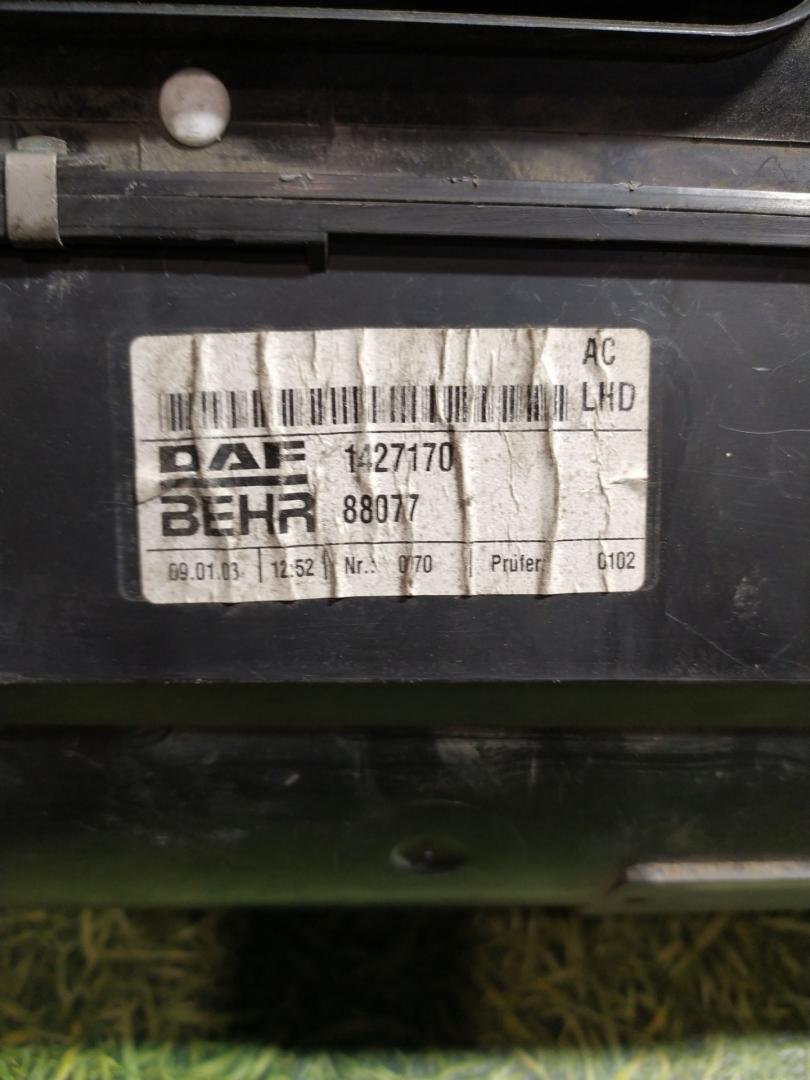 AC
LHD
DAF 1427170
BEHR 88077
09.01.03 12:52 Nr.: 070 Prüfer: 0102